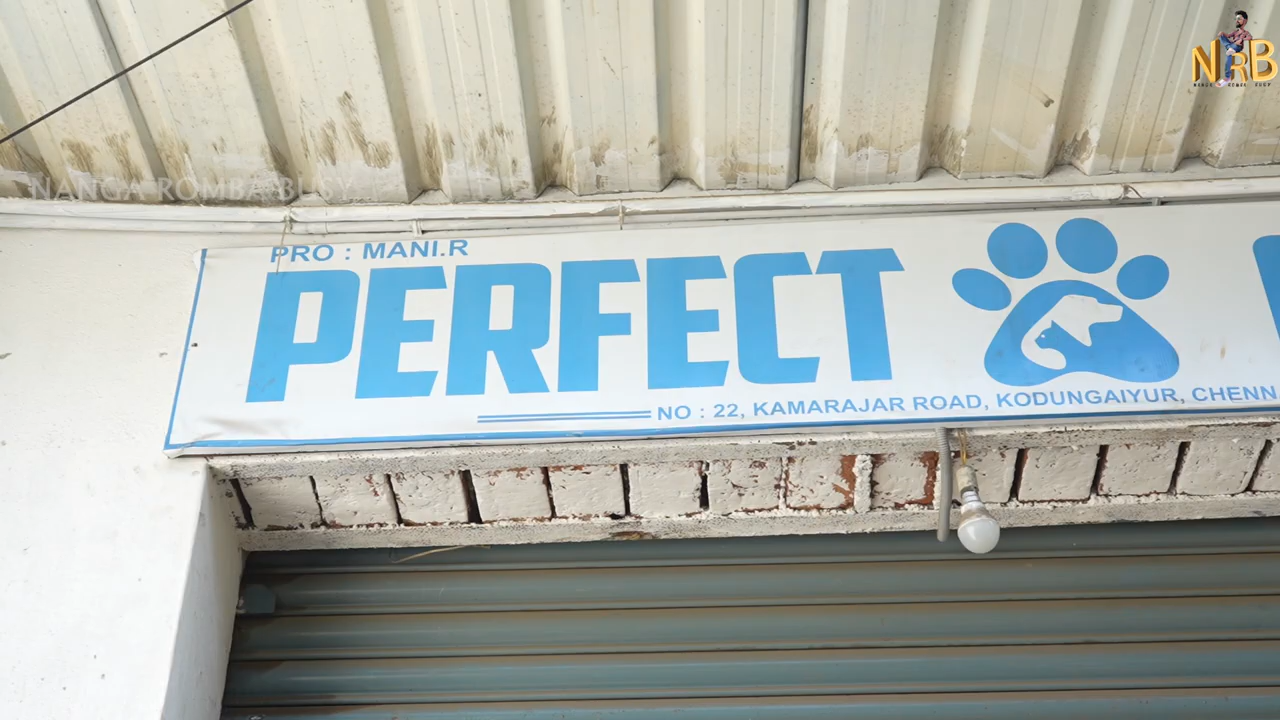 NRB
NANGA ROMBA BUSY
PRO : MANI.R
PERFECT
NO : 22, KAMARAJAR ROAD, KODUNGAIYUR, CHENN